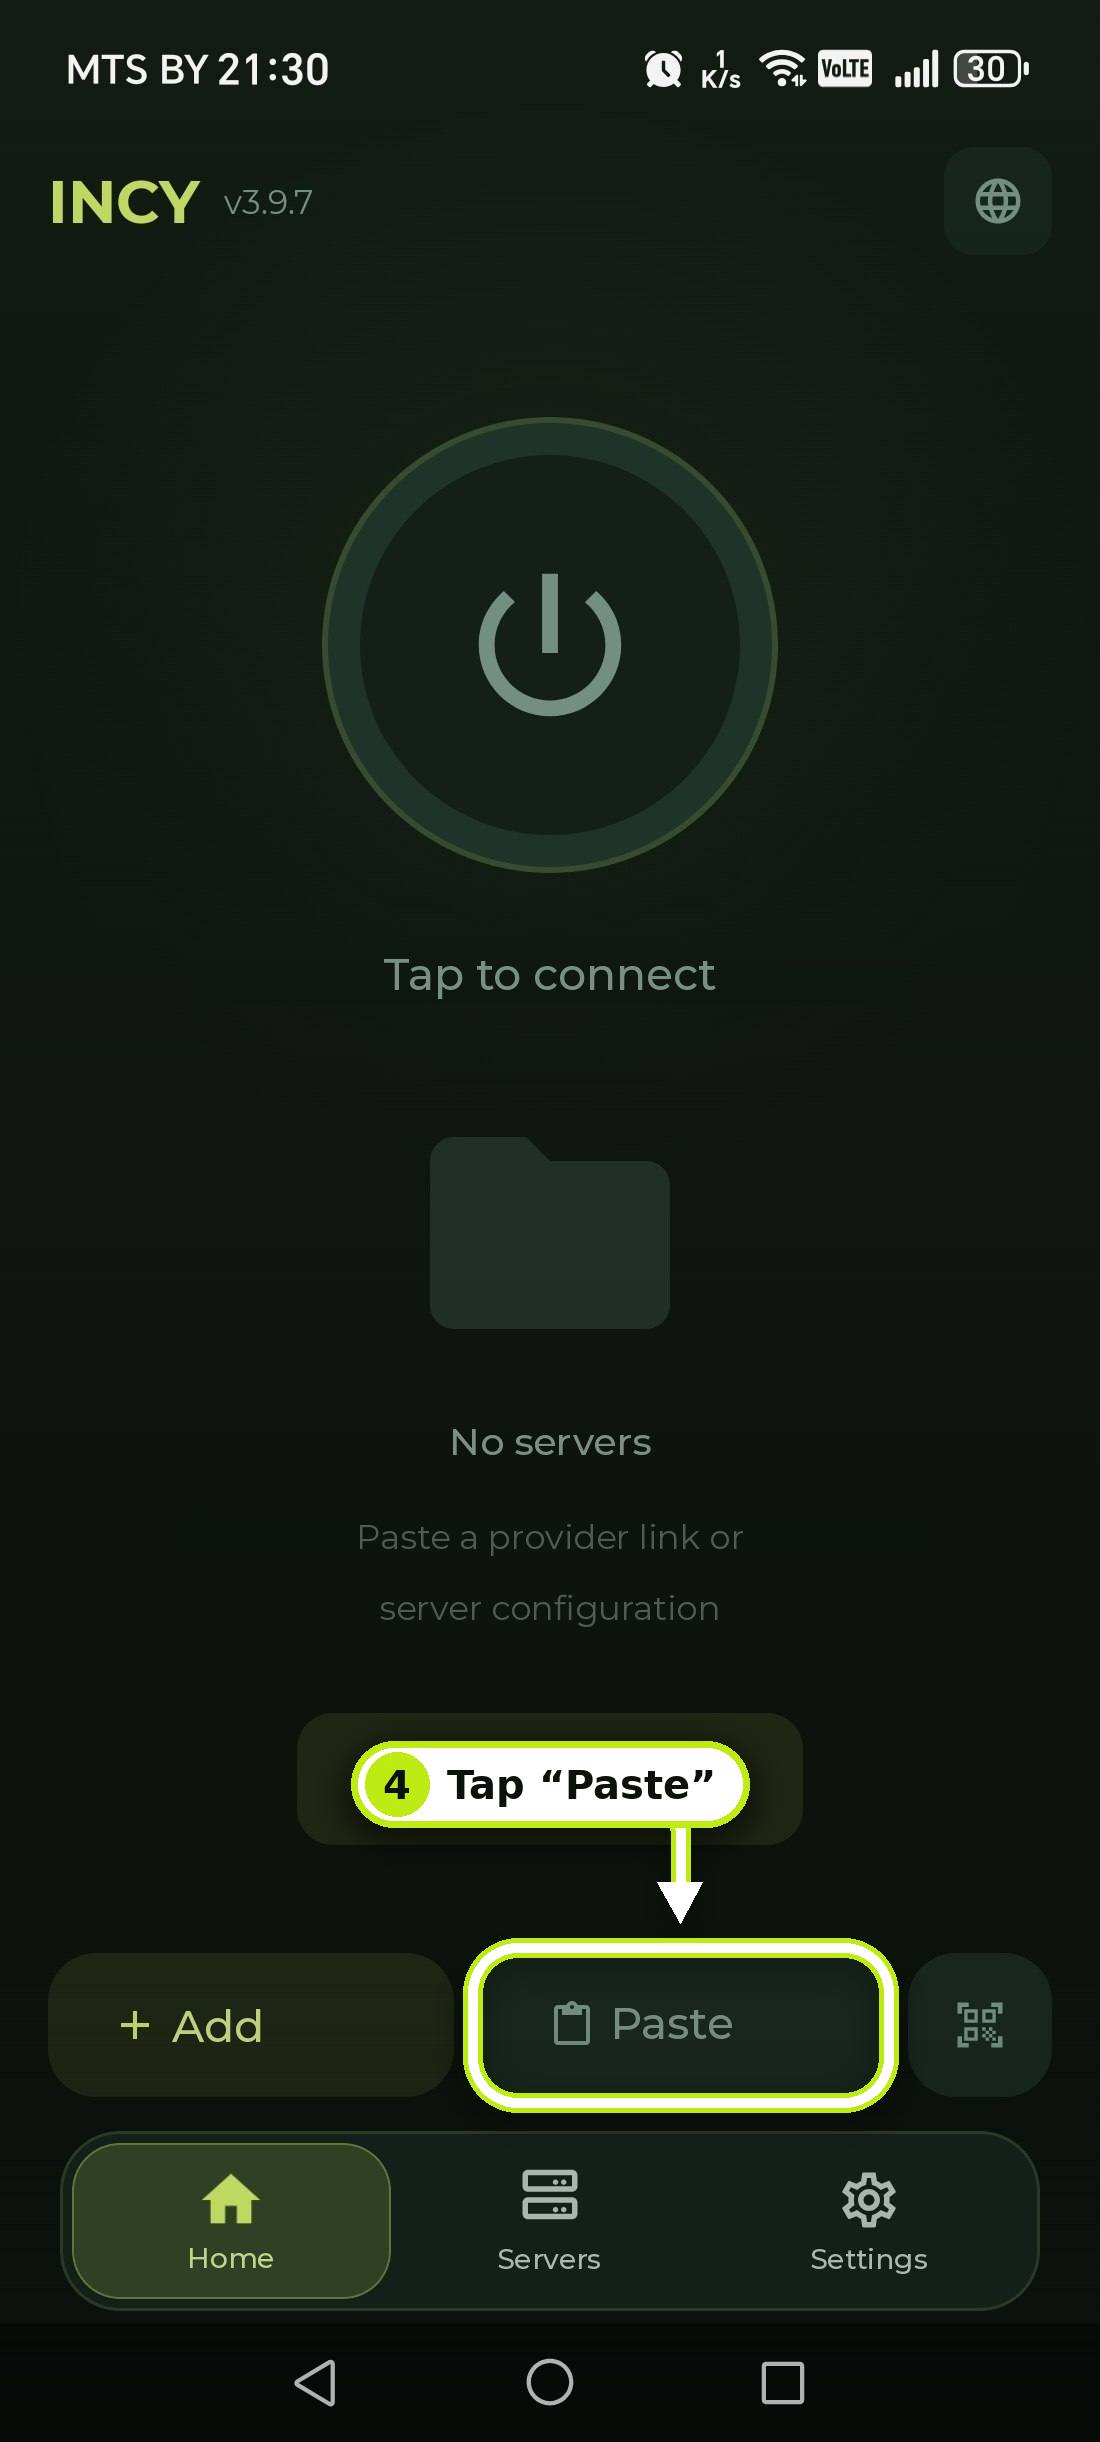 MTS BY 21:30
1 K/s VoLTE 30
INCY v3.9.7
Tap to connect
No servers
Paste a provider link or
server configuration
4 Tap “Paste”
+ Add
Paste
Home
Servers
Settings